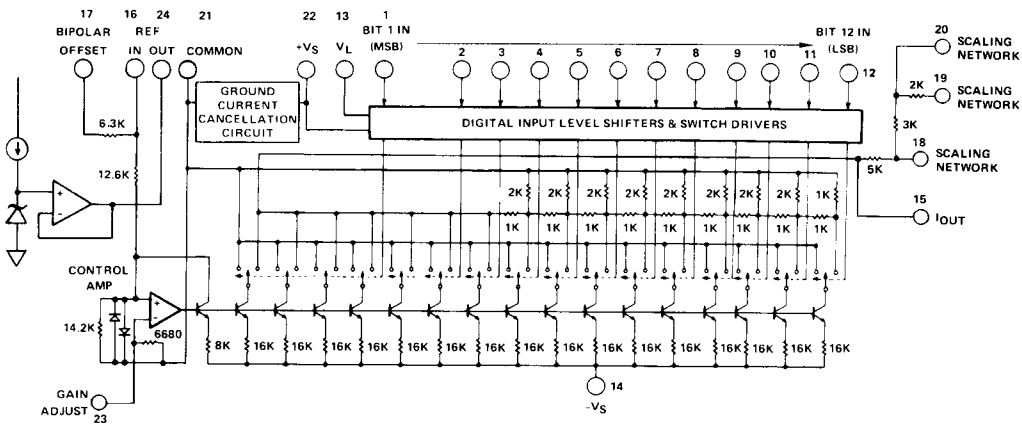 17 16 24 21 22 13 1 20
BIPOLAR OFFSET
REF
IN OUT
COMMON
+VS
VL
BIT 1 IN
(MSB)
2 3 4 5 6 7 8 9 10 11
BIT 12 IN
(LSB)
12
SCALING
NETWORK
19
2K
SCALING
NETWORK
3K
18
SCALING
NETWORK
5K
15
IOUT
GROUND
CURRENT
CANCELLATION
CIRCUIT
DIGITAL INPUT LEVEL SHIFTERS & SWITCH DRIVERS
6.3K
12.6K
2K 2K 2K 2K 2K 2K 2K 1K
1K 1K 1K 1K 1K 1K 1K 1K
+
-
CONTROL
AMP
+
-
14.2K
6680
8K 16K 16K 16K 16K 16K 16K 16K 16K 16K 16K 16K 16K 16K 16K 16K
14
-VS
GAIN
ADJUST
23